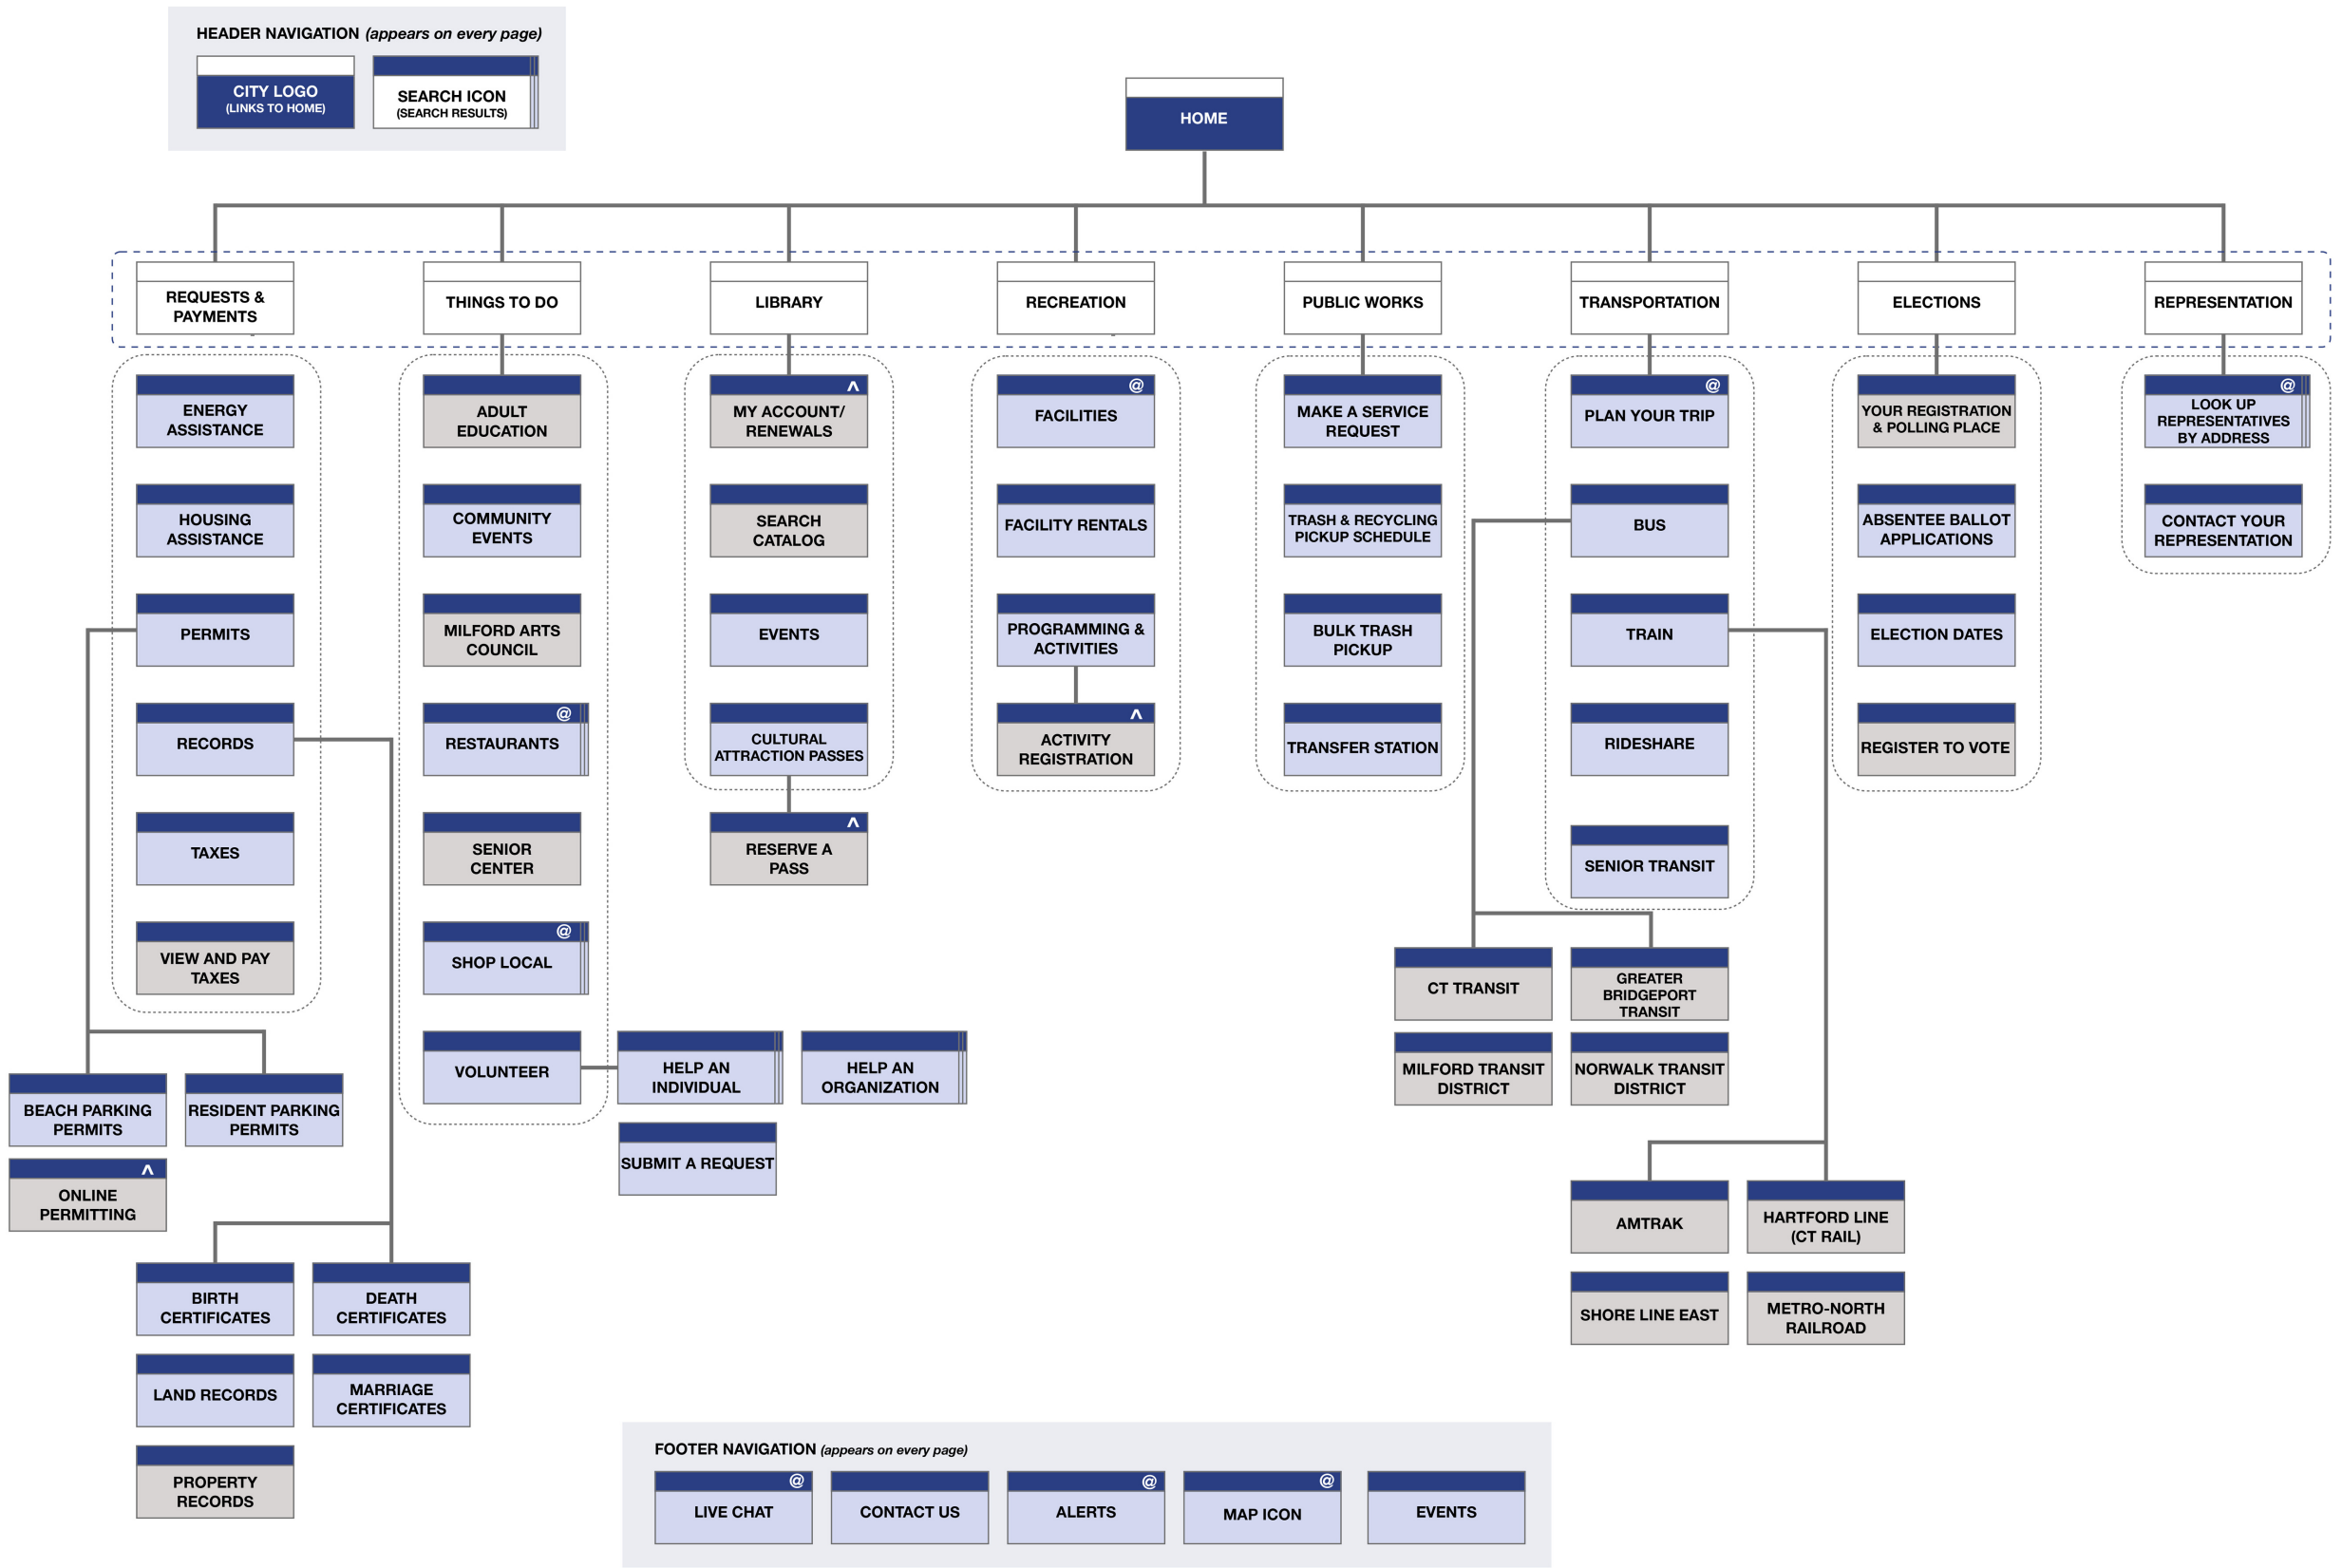 HEADER NAVIGATION (appears on every page)
CITY LOGO
(LINKS TO HOME)
SEARCH ICON
(SEARCH RESULTS)
HOME
REQUESTS &
PAYMENTS
THINGS TO DO
LIBRARY
RECREATION
PUBLIC WORKS
TRANSPORTATION
ELECTIONS
REPRESENTATION
ENERGY
ASSISTANCE
ADULT
EDUCATION
^
MY ACCOUNT/
RENEWALS
@
FACILITIES
MAKE A SERVICE
REQUEST
@
PLAN YOUR TRIP
YOUR REGISTRATION
& POLLING PLACE
@
LOOK UP
REPRESENTATIVES
BY ADDRESS
HOUSING
ASSISTANCE
COMMUNITY
EVENTS
SEARCH
CATALOG
FACILITY RENTALS
TRASH & RECYCLING
PICKUP SCHEDULE
BUS
ABSENTEE BALLOT
APPLICATIONS
CONTACT YOUR
REPRESENTATION
PERMITS
MILFORD ARTS
COUNCIL
EVENTS
PROGRAMMING &
ACTIVITIES
BULK TRASH
PICKUP
TRAIN
ELECTION DATES
RECORDS
@
RESTAURANTS
CULTURAL
ATTRACTION PASSES
^
ACTIVITY
REGISTRATION
TRANSFER STATION
RIDESHARE
REGISTER TO VOTE
TAXES
SENIOR
CENTER
^
RESERVE A
PASS
SENIOR TRANSIT
VIEW AND PAY
TAXES
@
SHOP LOCAL
CT TRANSIT
GREATER
BRIDGEPORT
TRANSIT
VOLUNTEER
HELP AN
INDIVIDUAL
HELP AN
ORGANIZATION
MILFORD TRANSIT
DISTRICT
NORWALK TRANSIT
DISTRICT
BEACH PARKING
PERMITS
RESIDENT PARKING
PERMITS
SUBMIT A REQUEST
^
ONLINE
PERMITTING
AMTRAK
HARTFORD LINE
(CT RAIL)
BIRTH
CERTIFICATES
DEATH
CERTIFICATES
SHORE LINE EAST
METRO-NORTH
RAILROAD
LAND RECORDS
MARRIAGE
CERTIFICATES
PROPERTY
RECORDS
FOOTER NAVIGATION (appears on every page)
@
LIVE CHAT
CONTACT US
@
ALERTS
@
MAP ICON
EVENTS